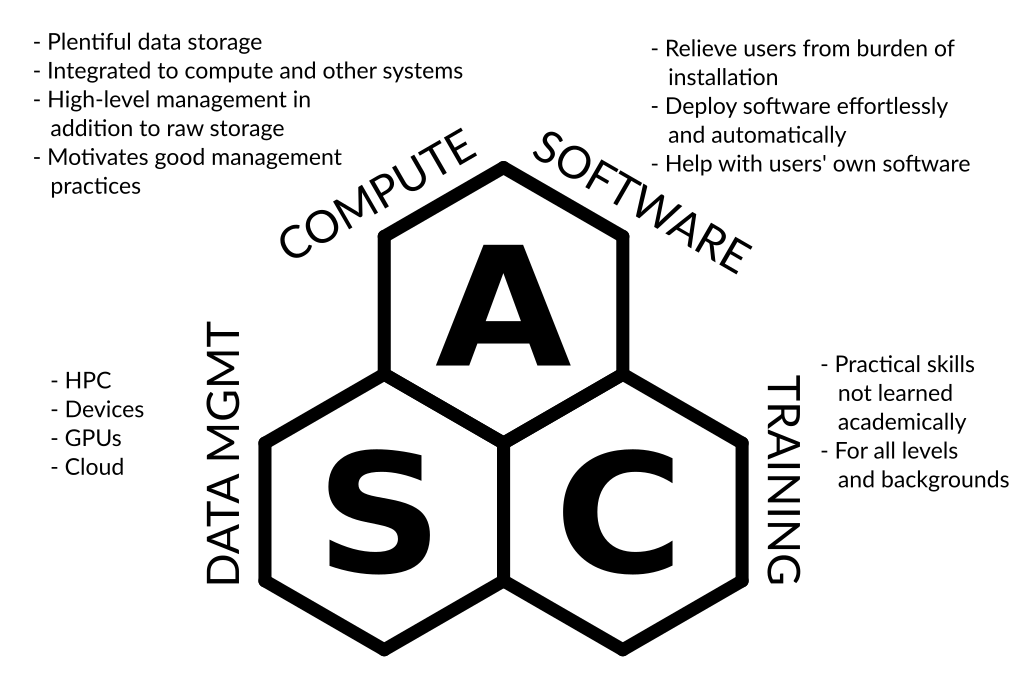 - Plentiful data storage
- Integrated to compute and other systems
- High-level management in
addition to raw storage
- Motivates good management
practices
- Relieve users from burden of
installation
- Deploy software effortlessly
and automatically
- Help with users' own software
COMPUTE
SOFTWARE
A
DATA MGMT
- HPC
- Devices
- GPUs
- Cloud
S
C
TRAINING
- Practical skills
not learned
academically
- For all levels
and backgrounds